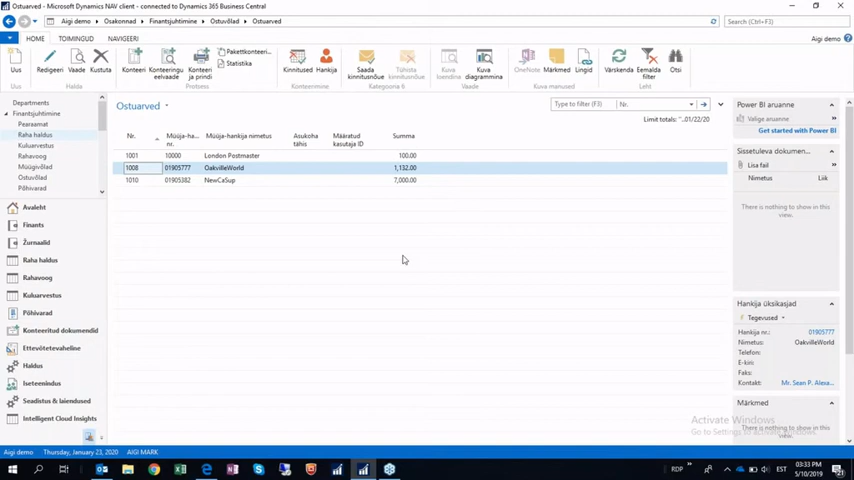 Ostuarved - Microsoft Dynamics NAV client - connected to Dynamics 365 Business Central
Aigi demo ▸ Osakonnad ▸ Finantsjuhtimine ▸ Ostuvõlad ▸ Ostuarved
Search (Ctrl+F3)
HOME TOIMINGUD NAVIGEERI
Aigi demo
Uus
Redigeeri Vaade Kustuta
Konteeri Konteeringu eelvaade Konteeri ja prindi
Pakettkonteeri...
Statistika
Kinnitused Hankija
Saada kinnitusnõue
Tühista kinnitusnõue
Kuva loendina
Kuva diagrammina
OneNote Märkmed Lingid
Värskenda Eemalda filter Otsi
Uus Halda Protsess Konteerimine Kategooria 6 Vaade Kuva manused Leht
Departments
Finantsjuhtimine
Pearaamat
Raha haldus
Kuluarvestus
Rahavoog
Müügivõlad
Ostuvõlad
Põhivarad
Avaleht
Finants
Žurnaalid
Raha haldus
Rahavoog
Kuluarvestus
Põhivarad
Konteeritud dokumendid
Ettevõtetevaheline
Haldus
Iseteenindus
Seadistus & laiendused
Intelligent Cloud Insights
Ostuarved
Type to filter (F3) Nr.
Limit totals: ''..01/22/20
Nr. Müüja-ha... nr. Müüja-hankija nimetus Asukoha tähis Määratud kasutaja ID Summa
1001 10000 London Postmaster 100.00
1008 01905777 OakvilleWorld 1,132.00
1010 01905382 NewCaSup 7,000.00
Power BI aruanne
Valige aruanne
Get started with Power BI
Sissetuleva dokumen...
Lisa fail
Nimetus Liik
There is nothing to show in this view.
Hankija üksikasjad
Tegevused
Hankija nr.: 01905777
Nimetus: OakvilleWorld
Telefon:
E-kiri:
Faks:
Kontakt: Mr. Sean P. Alexa...
Märkmed
There is nothing to show in this view.
Activate Windows
Go to Settings to activate Windows.
Aigi demo Thursday, January 23, 2020 AIGI MARK
RDP
EST
03:33 PM
5/10/2019